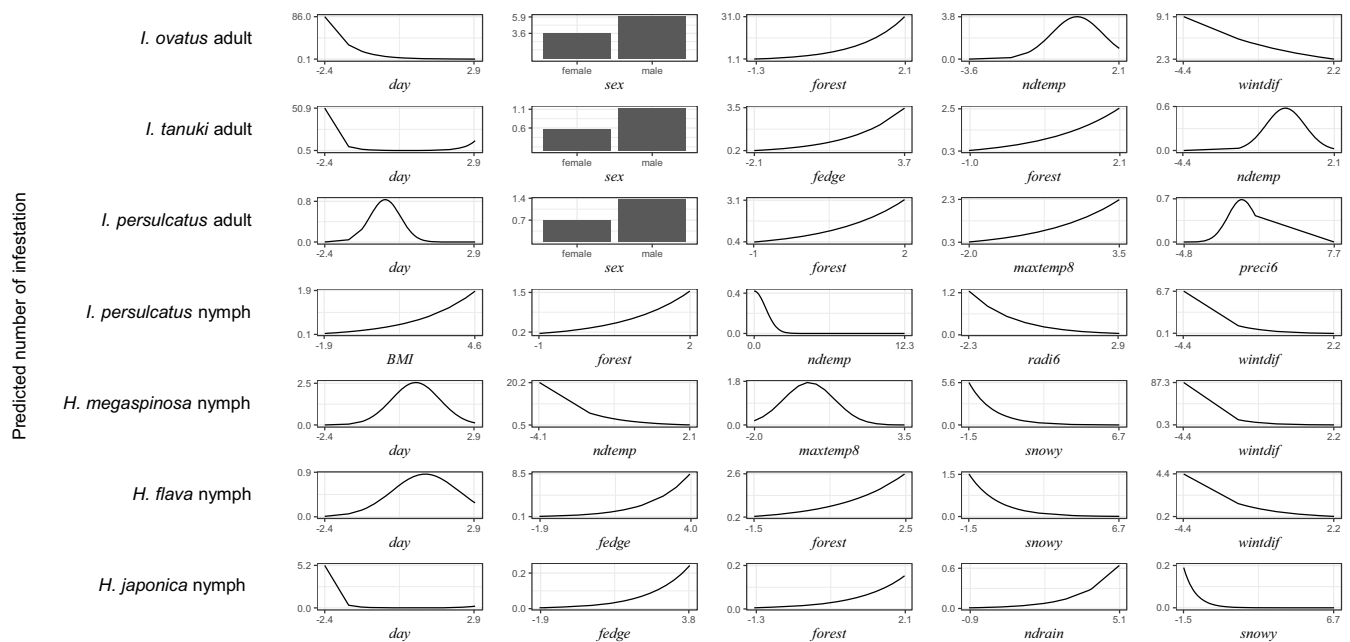 Predicted number of infestation
I. ovatus adult
86.0
0.1
-2.4 2.9
day
5.9
3.6
female male
sex
31.0
1.1
-1.3 2.1
forest
3.8
0.0
-3.6 2.1
ndtemp
9.1
2.3
-4.4 2.2
wintdif
I. tanuki adult
50.9
0.5
-2.4 2.9
day
1.1
0.6
female male
sex
3.5
0.2
-2.1 3.7
fedge
2.5
0.3
-1.0 2.1
forest
0.6
0.0
-4.4 2.1
ndtemp
I. persulcatus adult
0.8
0.0
-2.4 2.9
day
1.4
0.7
female male
sex
3.1
0.4
-1 2
forest
2.3
0.3
-2.0 3.5
maxtemp8
0.7
0.0
-4.8 7.7
preci6
I. persulcatus nymph
1.9
0.1
-1.9 4.6
BMI
1.5
0.2
-1 2
forest
0.4
0.0
0.0 12.3
ndtemp
1.2
0.0
-2.3 2.9
radi6
6.7
0.1
-4.4 2.2
wintdif
H. megaspinosa nymph
2.5
0.0
-2.4 2.9
day
20.2
0.5
-4.1 2.1
ndtemp
1.8
0.0
-2.0 3.5
maxtemp8
5.6
0.0
-1.5 6.7
snowy
87.3
0.3
-4.4 2.2
wintdif
H. flava nymph
0.9
0.0
-2.4 2.9
day
8.5
0.1
-1.9 4.0
fedge
2.6
0.2
-1.5 2.5
forest
1.5
0.0
-1.5 6.7
snowy
4.4
0.2
-4.4 2.2
wintdif
H. japonica nymph
5.2
0.0
-2.4 2.9
day
0.2
0.0
-1.9 3.8
fedge
0.2
0.0
-1.3 2.1
forest
0.6
0.0
-0.9 5.1
ndrain
0.2
0.0
-1.5 6.7
snowy